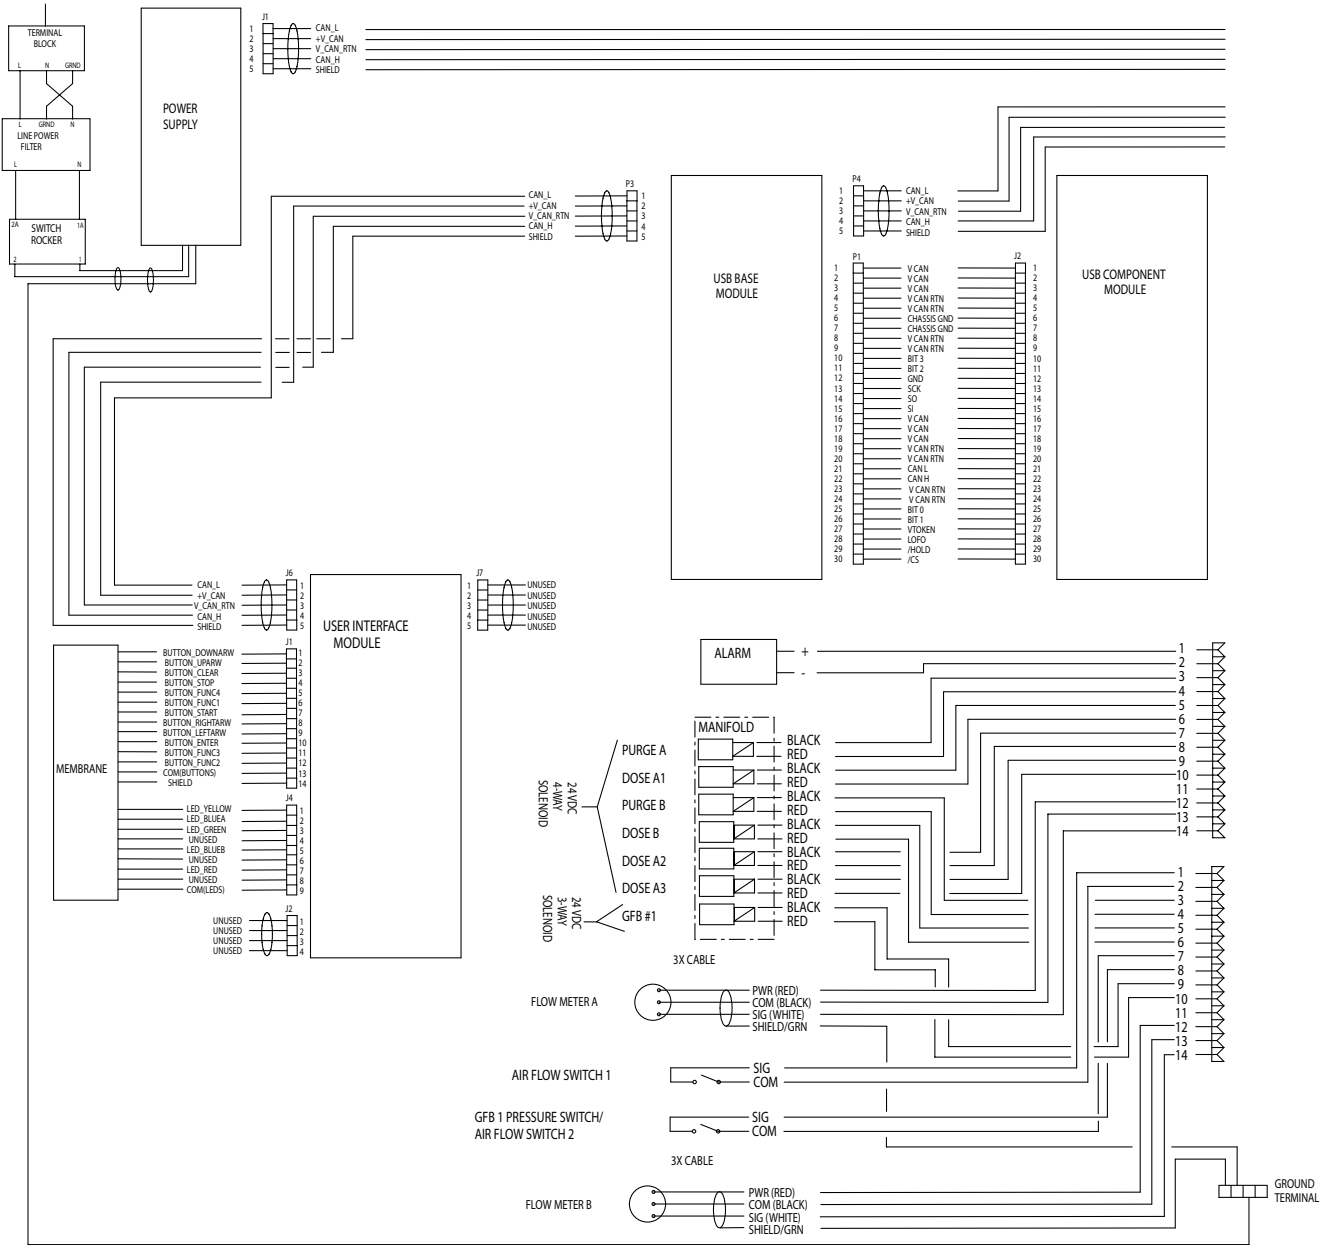 TERMINAL
BLOCK
L N GRND
L GRND N
LINE POWER
FILTER
L N
2A 1A
SWITCH
ROCKER
2 1
POWER
SUPPLY
J1
1 CAN_L
2 +V_CAN
3 V_CAN_RTN
4 CAN_H
5 SHIELD
P3
CAN_L 1
+V_CAN 2
V_CAN_RTN 3
CAN_H 4
SHIELD 5
USB BASE
MODULE
P4
1 CAN_L
2 +V_CAN
3 V_CAN_RTN
4 CAN_H
5 SHIELD
P1 J2
1 V CAN 1
2 V CAN 2
3 V CAN 3
4 V CAN RTN 4
5 V CAN RTN 5
6 CHASSIS GND 6
7 CHASSIS GND 7
8 V CAN RTN 8
9 V CAN RTN 9
10 BIT 3 10
11 BIT 2 11
12 GND 12
13 SCK 13
14 SO 14
15 SI 15
16 V CAN 16
17 V CAN 17
18 V CAN 18
19 V CAN RTN 19
20 V CAN RTN 20
21 CAN L 21
22 CAN H 22
23 V CAN RTN 23
24 V CAN RTN 24
25 BIT 0 25
26 BIT 1 26
27 VTOKEN 27
28 LOFO 28
29 /HOLD 29
30 /CS 30
USB COMPONENT
MODULE
J6
CAN_L 1
+V_CAN 2
V_CAN_RTN 3
CAN_H 4
SHIELD 5
USER INTERFACE
MODULE
J7
1 UNUSED
2 UNUSED
3 UNUSED
4 UNUSED
5 UNUSED
MEMBRANE
J1
BUTTON_DOWNARW 1
BUTTON_UPARW 2
BUTTON_CLEAR 3
BUTTON_STOP 4
BUTTON_FUNC4 5
BUTTON_FUNC1 6
BUTTON_START 7
BUTTON_RIGHTARW 8
BUTTON_LEFTARW 9
BUTTON_ENTER 10
BUTTON_FUNC3 11
BUTTON_FUNC2 12
COM(BUTTONS) 13
SHIELD 14
J4
LED_YELLOW 1
LED_BLUEA 2
LED_GREEN 3
UNUSED 4
LED_BLUEB 5
UNUSED 6
LED_RED 7
UNUSED 8
COM(LEDS) 9
J2
UNUSED 1
UNUSED 2
UNUSED 3
UNUSED 4
ALARM
+
-
MANIFOLD
24 VDC
4-WAY
SOLENOID
PURGE A BLACK
RED
DOSE A1 BLACK
RED
PURGE B BLACK
RED
DOSE B BLACK
RED
DOSE A2 BLACK
RED
DOSE A3 BLACK
RED
24 VDC
3-WAY
SOLENOID
GFB #1 BLACK
RED
1
2
3
4
5
6
7
8
9
10
11
12
13
14
1
2
3
4
5
6
7
8
9
10
11
12
13
14
3X CABLE
FLOW METER A
PWR (RED)
COM (BLACK)
SIG (WHITE)
SHIELD/GRN
AIR FLOW SWITCH 1
SIG
COM
GFB 1 PRESSURE SWITCH/
AIR FLOW SWITCH 2
SIG
COM
3X CABLE
FLOW METER B
PWR (RED)
COM (BLACK)
SIG (WHITE)
SHIELD/GRN
GROUND
TERMINAL